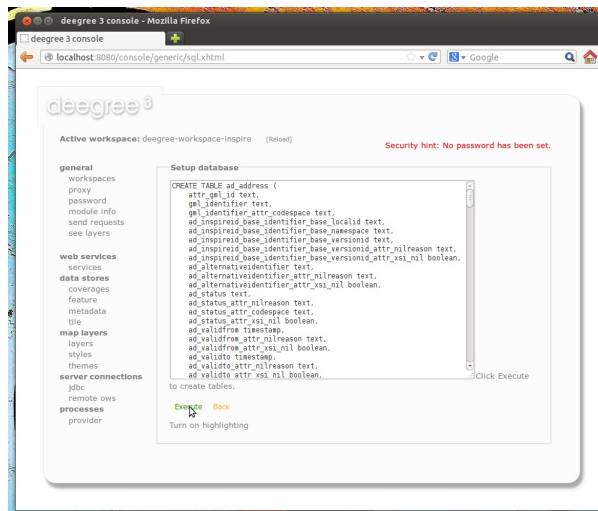 deegree 3 console - Mozilla Firefox
deegree 3 console
localhost:8080/console/generic/sql.xhtml
Google
deegree 3
Active workspace: deegree-workspace-inspire [Reload]
Security hint: No password has been set.
general
workspaces
proxy
password
module info
send requests
see layers
web services
services
data stores
coverages
feature
metadata
tile
map layers
layers
styles
themes
server connections
jdbc
remote ows
processes
provider
Setup database
CREATE TABLE ad_address (
attr_gml_id text,
gml_identifier text,
gml_identifier_attr_codespace text,
ad_inspireid_base_identifier_base_localid text,
ad_inspireid_base_identifier_base_namespace text,
ad_inspireid_base_identifier_base_versionid text,
ad_inspireid_base_identifier_base_versionid_attr_nilreason text,
ad_inspireid_base_identifier_base_versionid_attr_xsi_nil boolean,
ad_alternativeidentifier text,
ad_alternativeidentifier_attr_nilreason text,
ad_alternativeidentifier_attr_xsi_nil boolean,
ad_status text,
ad_status_attr_nilreason text,
ad_status_attr_codespace text,
ad_status_attr_xsi_nil boolean,
ad_validfrom timestamp,
ad_validfrom_attr_nilreason text,
ad_validfrom_attr_xsi_nil boolean,
ad_validto timestamp,
ad_validto_attr_nilreason text,
ad_validto_attr_xsi_nil boolean,
Click Execute
to create tables.
Execute Back
Turn on highlighting